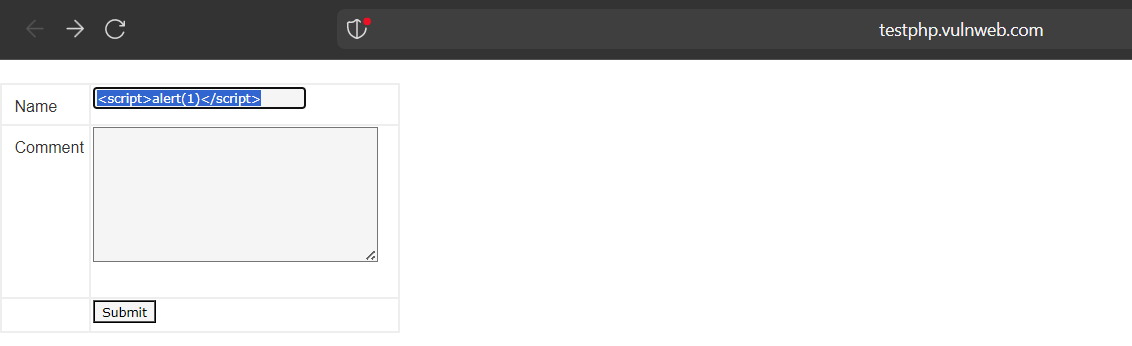 testphp.vulnweb.com
Name <script>alert(1)</script>
Comment
Submit